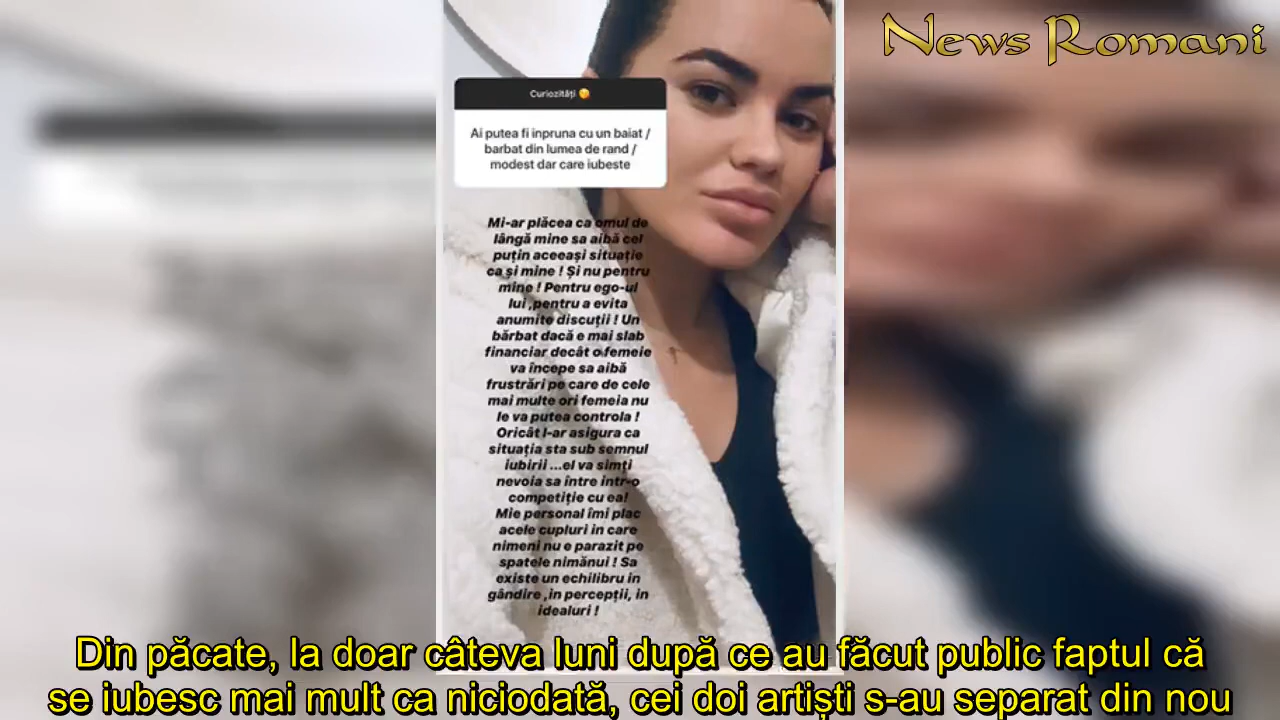 News Romani
Curiozități 😉
Ai putea fi inpruna cu un baiat /
barbat din lumea de rand /
modest dar care iubeste
Mi-ar plăcea ca omul de
lângă mine sa aibă cel
puțin aceeași situație
ca și mine ! Și nu pentru
mine ! Pentru ego-ul
lui ,pentru a evita
anumite discuții ! Un
bărbat dacă e mai slab
financiar decât o femeie
va începe sa aibă
frustrări pe care de cele
mai multe ori femeia nu
le va putea controla !
Oricât l-ar asigura ca
situația sta sub semnul
iubirii ...el va simți
nevoia sa între intr-o
competiție cu ea!
Mie personal îmi plac
acele cupluri in care
nimeni nu e parazit pe
spatele nimănui ! Sa
existe un echilibru in
gândire ,in percepții, in
idealuri !
Din păcate, la doar câteva luni după ce au făcut public faptul că
se iubesc mai mult ca niciodată, cei doi artiști s-au separat din nou